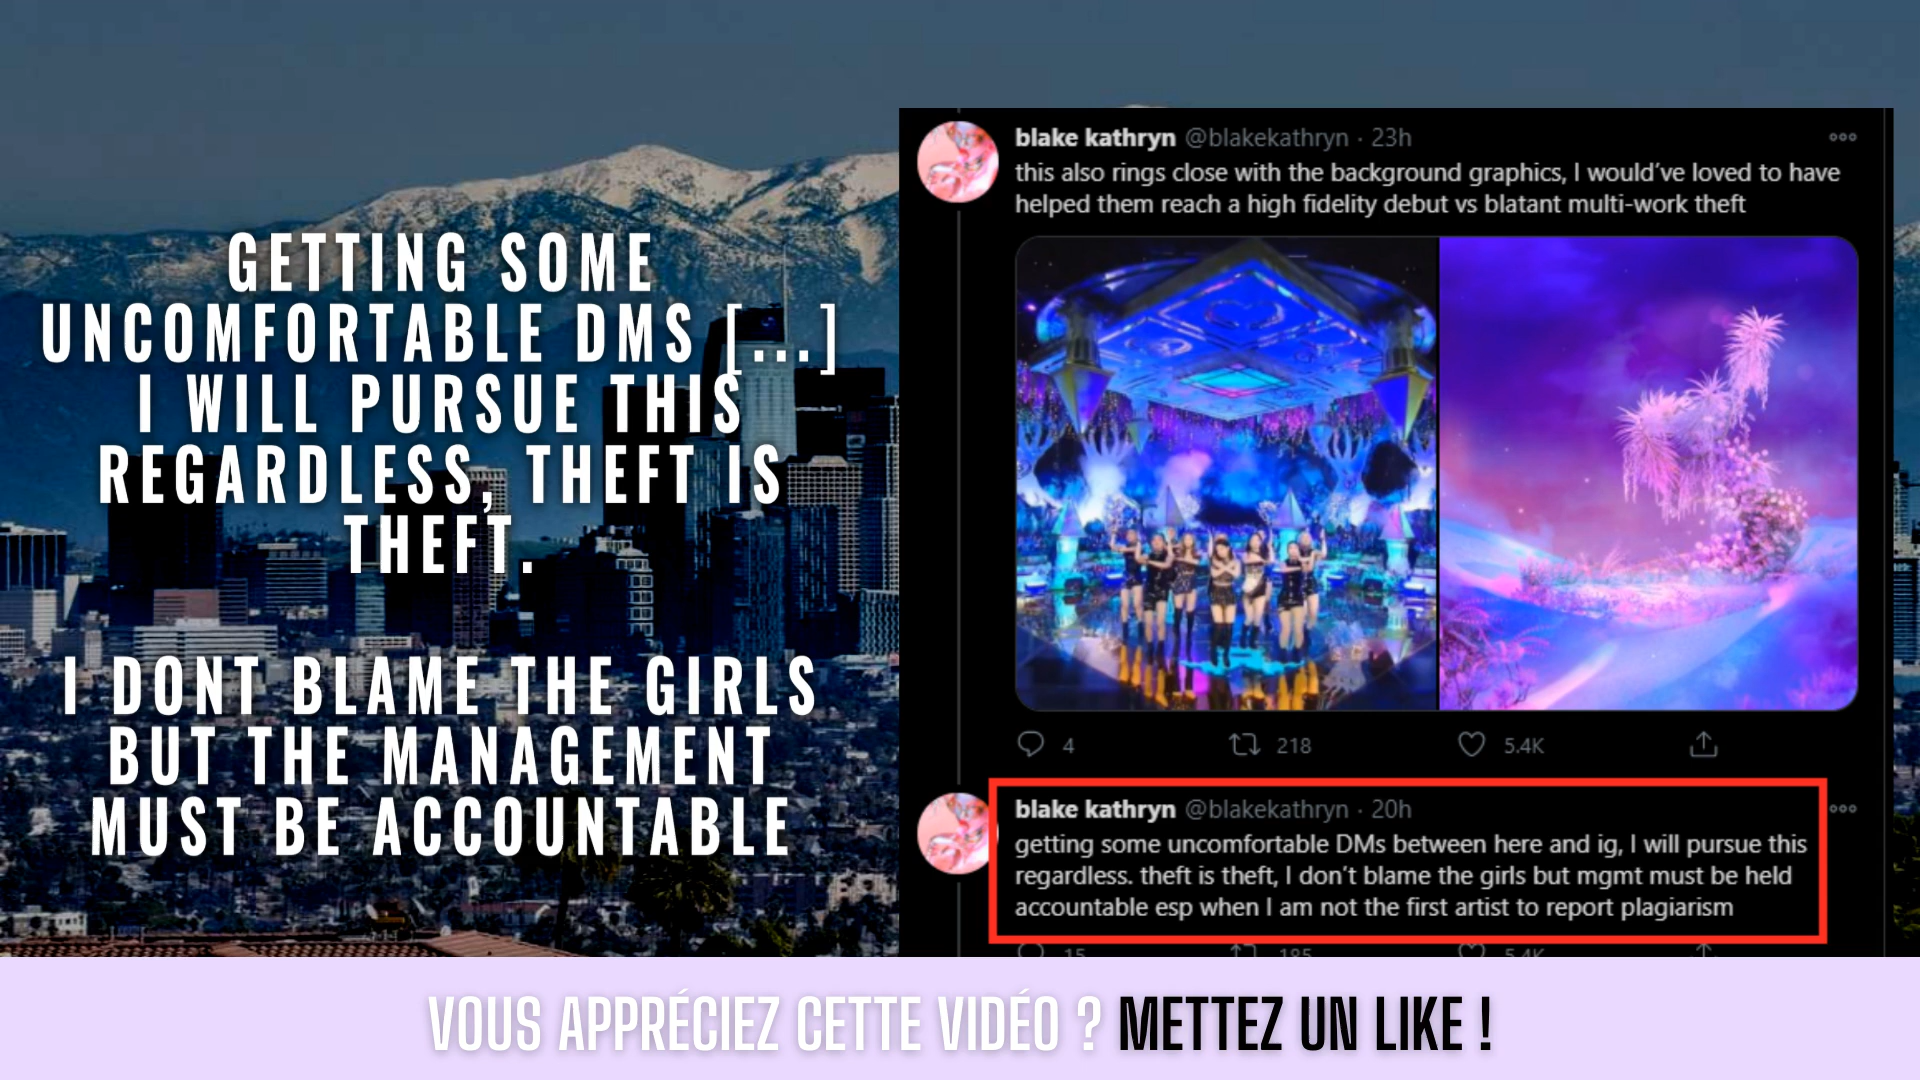 GETTING SOME
UNCOMFORTABLE DMS [...]
I WILL PURSUE THIS
REGARDLESS, THEFT IS
THEFT.
I DONT BLAME THE GIRLS
BUT THE MANAGEMENT
MUST BE ACCOUNTABLE
blake kathryn @blakekathryn · 23h
this also rings close with the background graphics, I would've loved to have
helped them reach a high fidelity debut vs blatant multi-work theft
4 218 5.4K
blake kathryn @blakekathryn · 20h
getting some uncomfortable DMs between here and ig, I will pursue this
regardless. theft is theft, I don't blame the girls but mgmt must be held
accountable esp when I am not the first artist to report plagiarism
15 185 5.4K
VOUS APPRÉCIEZ CETTE VIDÉO ? METTEZ UN LIKE !